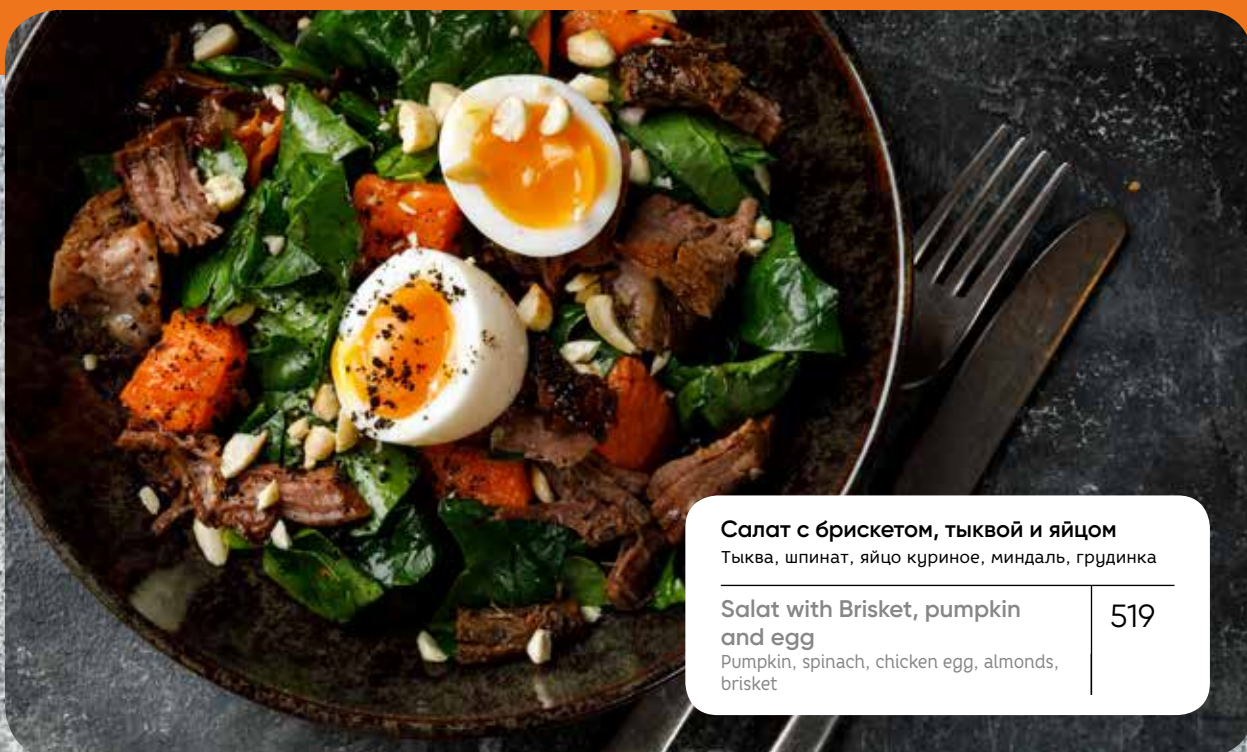 Салат с брискетом, тыквой и яйцом
Тыква, шпинат, яйцо куриное, миндаль, грудинка
Salat with Brisket, pumpkin
and egg
519
Pumpkin, spinach, chicken egg, almonds,
brisket